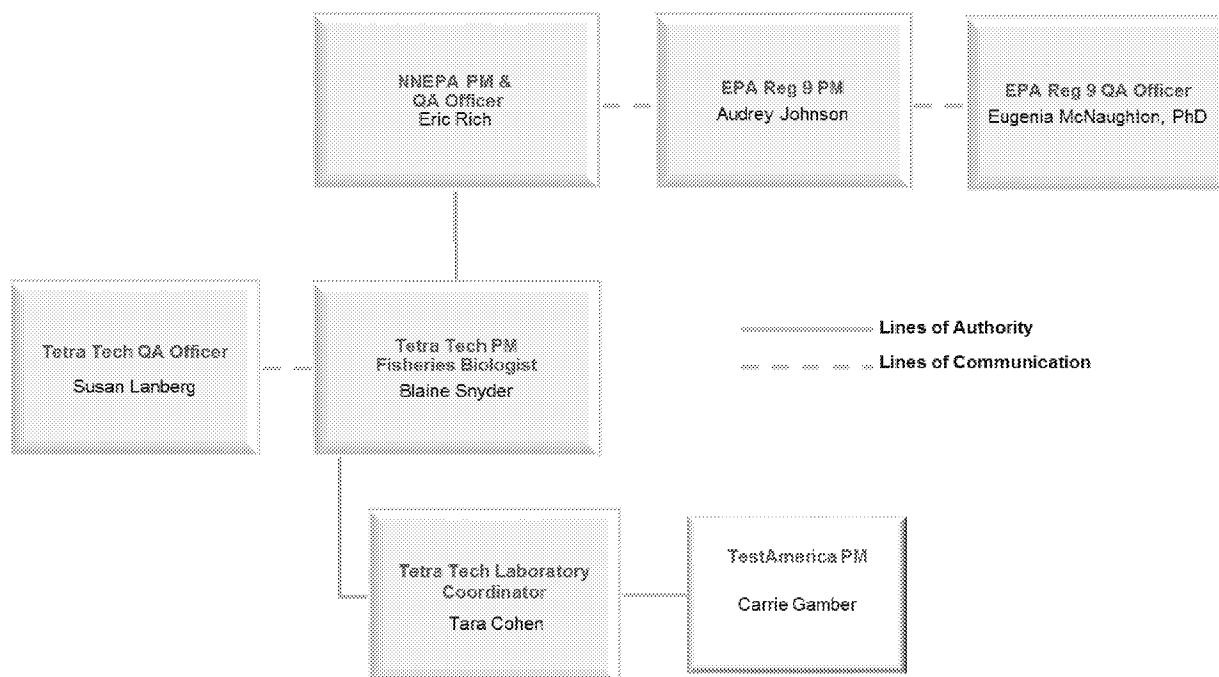 NNEPA PM &
QA Officer
Eric Rich
EPA Reg 9 PM
Audrey Johnson
EPA Reg 9 QA Officer
Eugenia McNaughton, PhD
Tetra Tech QA Officer
Susan Lanberg
Tetra Tech PM
Fisheries Biologist
Blaine Snyder
Lines of Authority
Lines of Communication
Tetra Tech Laboratory
Coordinator
Tara Cohen
TestAmerica PM
Carrie Gamber